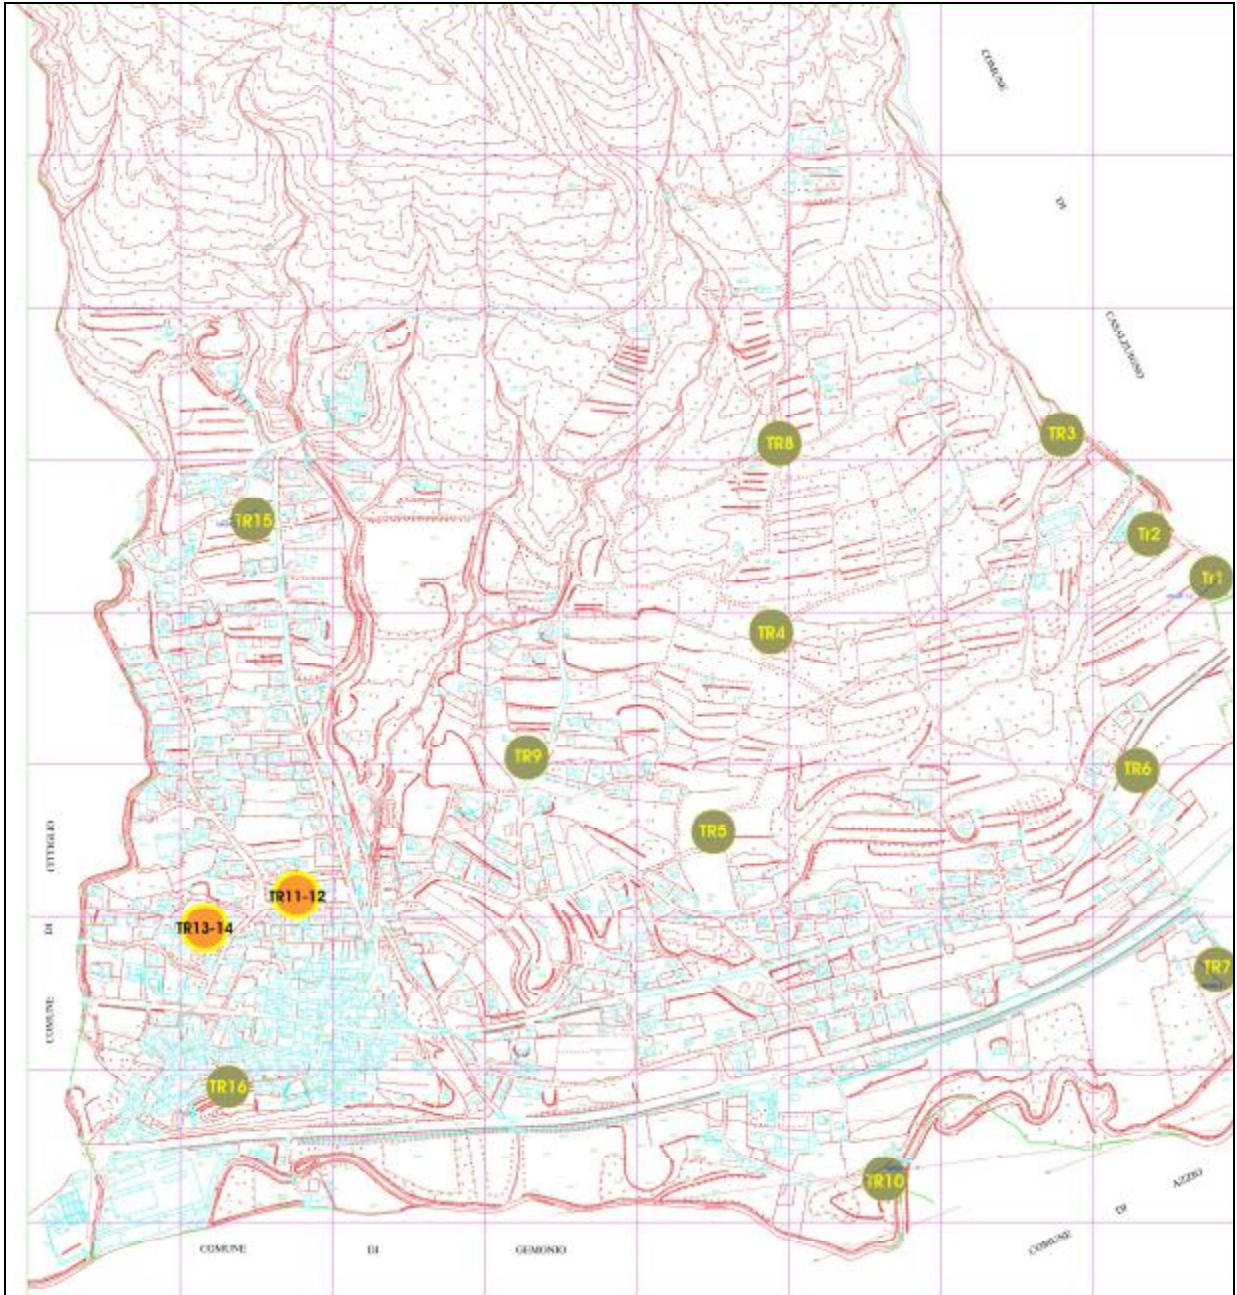 COMUNE
DI
CASALZUIGNO
TR8
TR3
TR15
Tr2
Tr1
TR4
TR9
TR6
TR5
COMUNE DI CITTIGLIO
TR11-12
TR13-14
TR7
TR16
TR10
COMUNE DI GEMONIO
COMUNE DI AZZIO